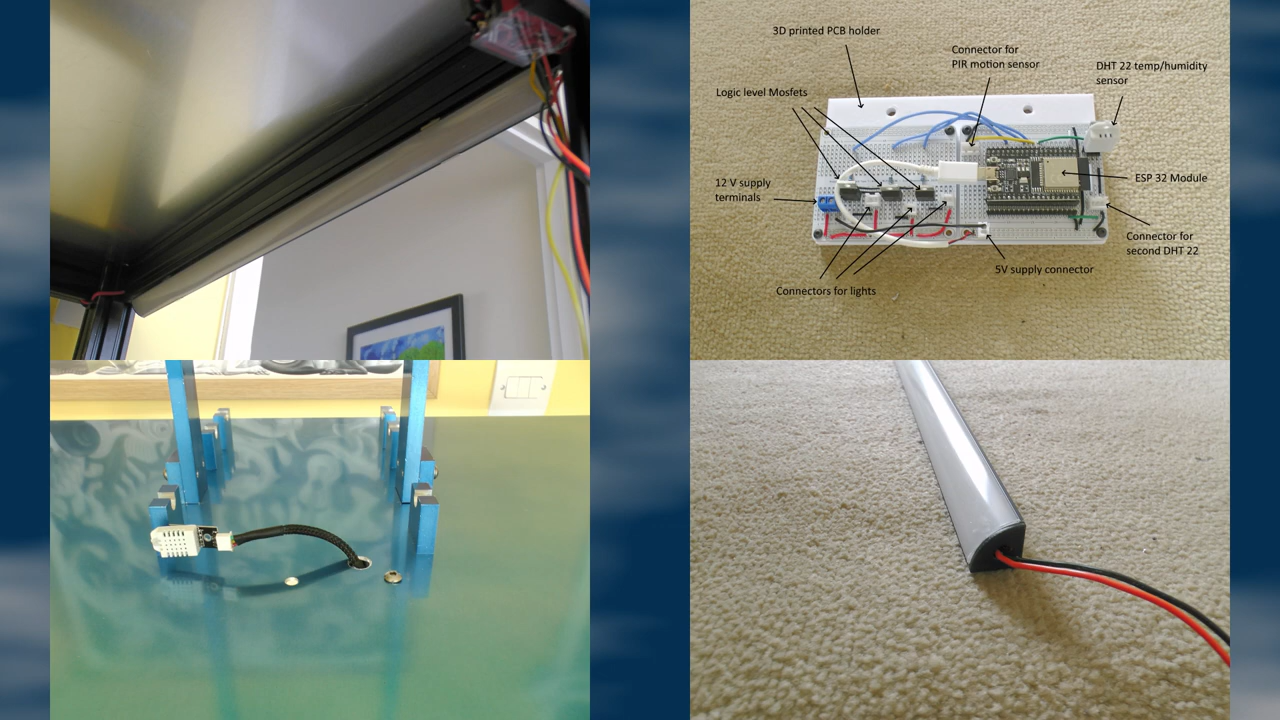 3D printed PCB holder
Connector for
PIR motion sensor
DHT 22 temp/humidity
sensor
Logic level Mosfets
12 V supply
terminals
ESP 32 Module
Connector for
second DHT 22
5V supply connector
Connectors for lights